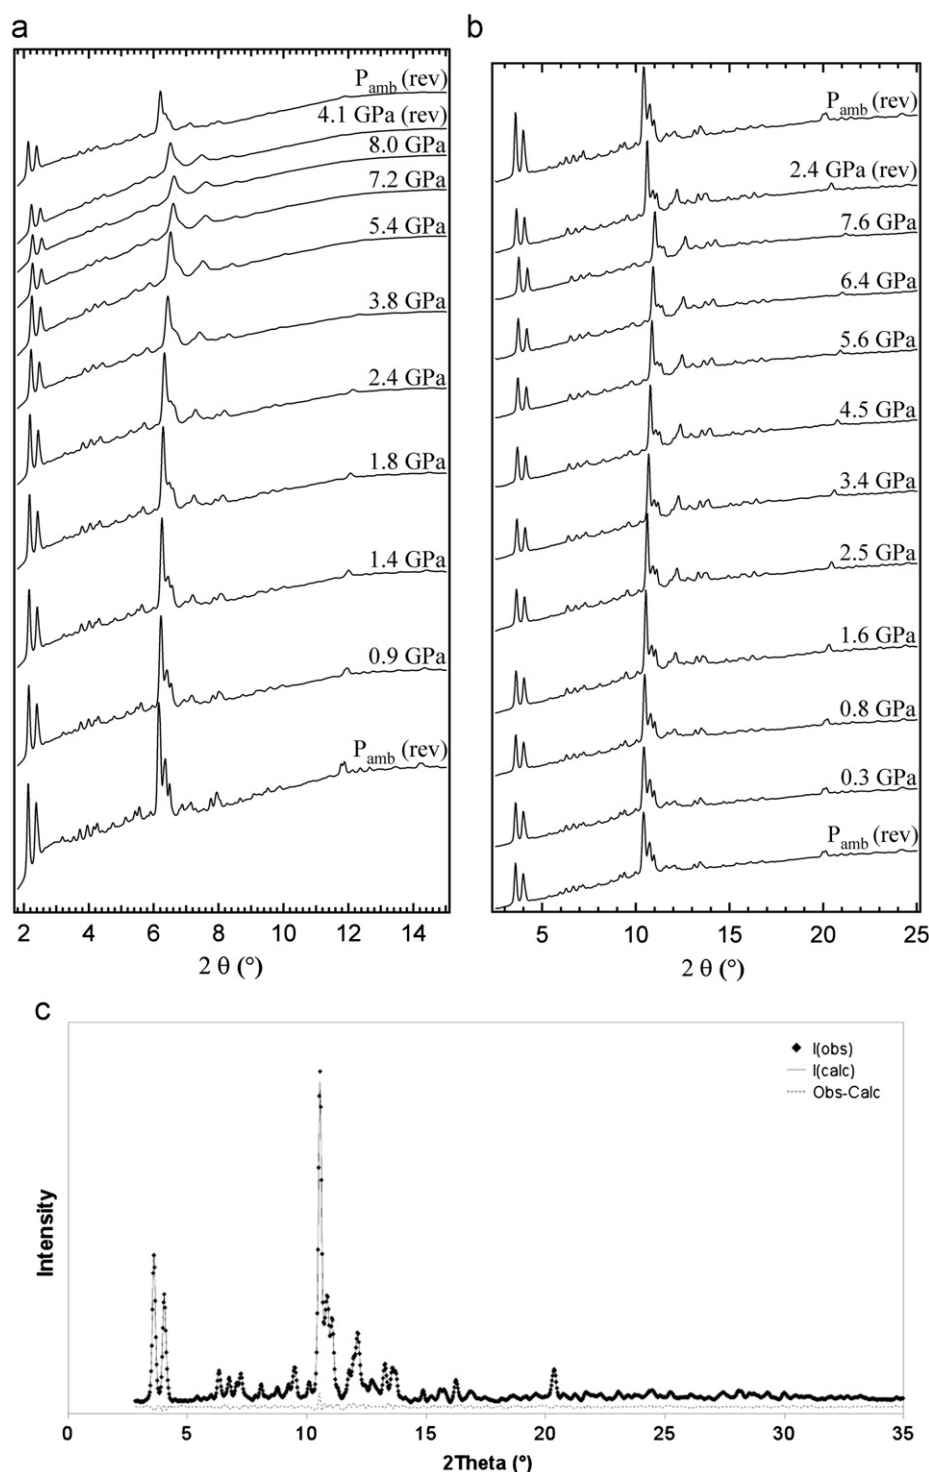 a
P_amb (rev)
4.1 GPa (rev)
8.0 GPa
7.2 GPa
5.4 GPa
3.8 GPa
2.4 GPa
1.8 GPa
1.4 GPa
0.9 GPa
P_amb (rev)
2 4 6 8 10 12 14
2 θ (°)
b
P_amb (rev)
2.4 GPa (rev)
7.6 GPa
6.4 GPa
5.6 GPa
4.5 GPa
3.4 GPa
2.5 GPa
1.6 GPa
0.8 GPa
0.3 GPa
P_amb (rev)
5 10 15 20 25
2 θ (°)
c
I(obs)
I(calc)
Obs-Calc
Intensity
0 5 10 15 20 25 30 35
2Theta (°)